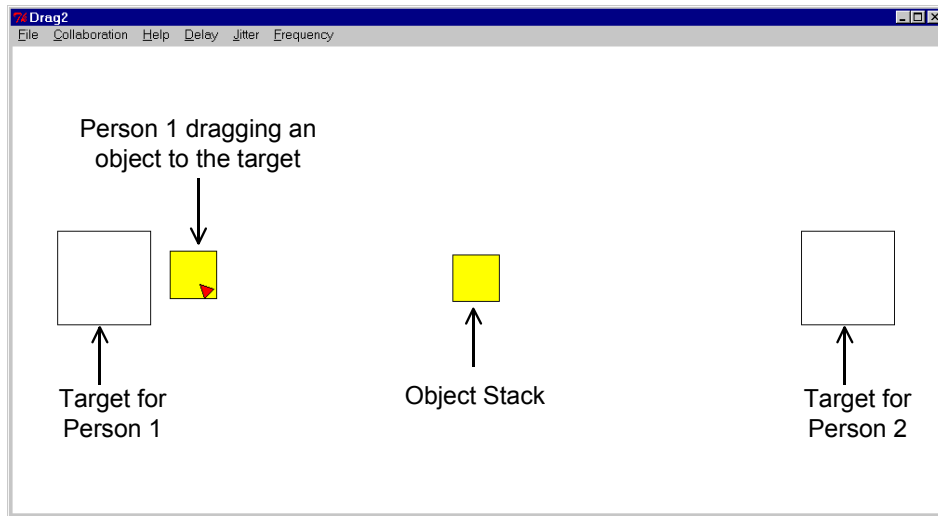 Drag2
File Collaboration Help Delay Jitter Frequency
Person 1 dragging an
object to the target
Target for
Person 1
Object Stack
Target for
Person 2